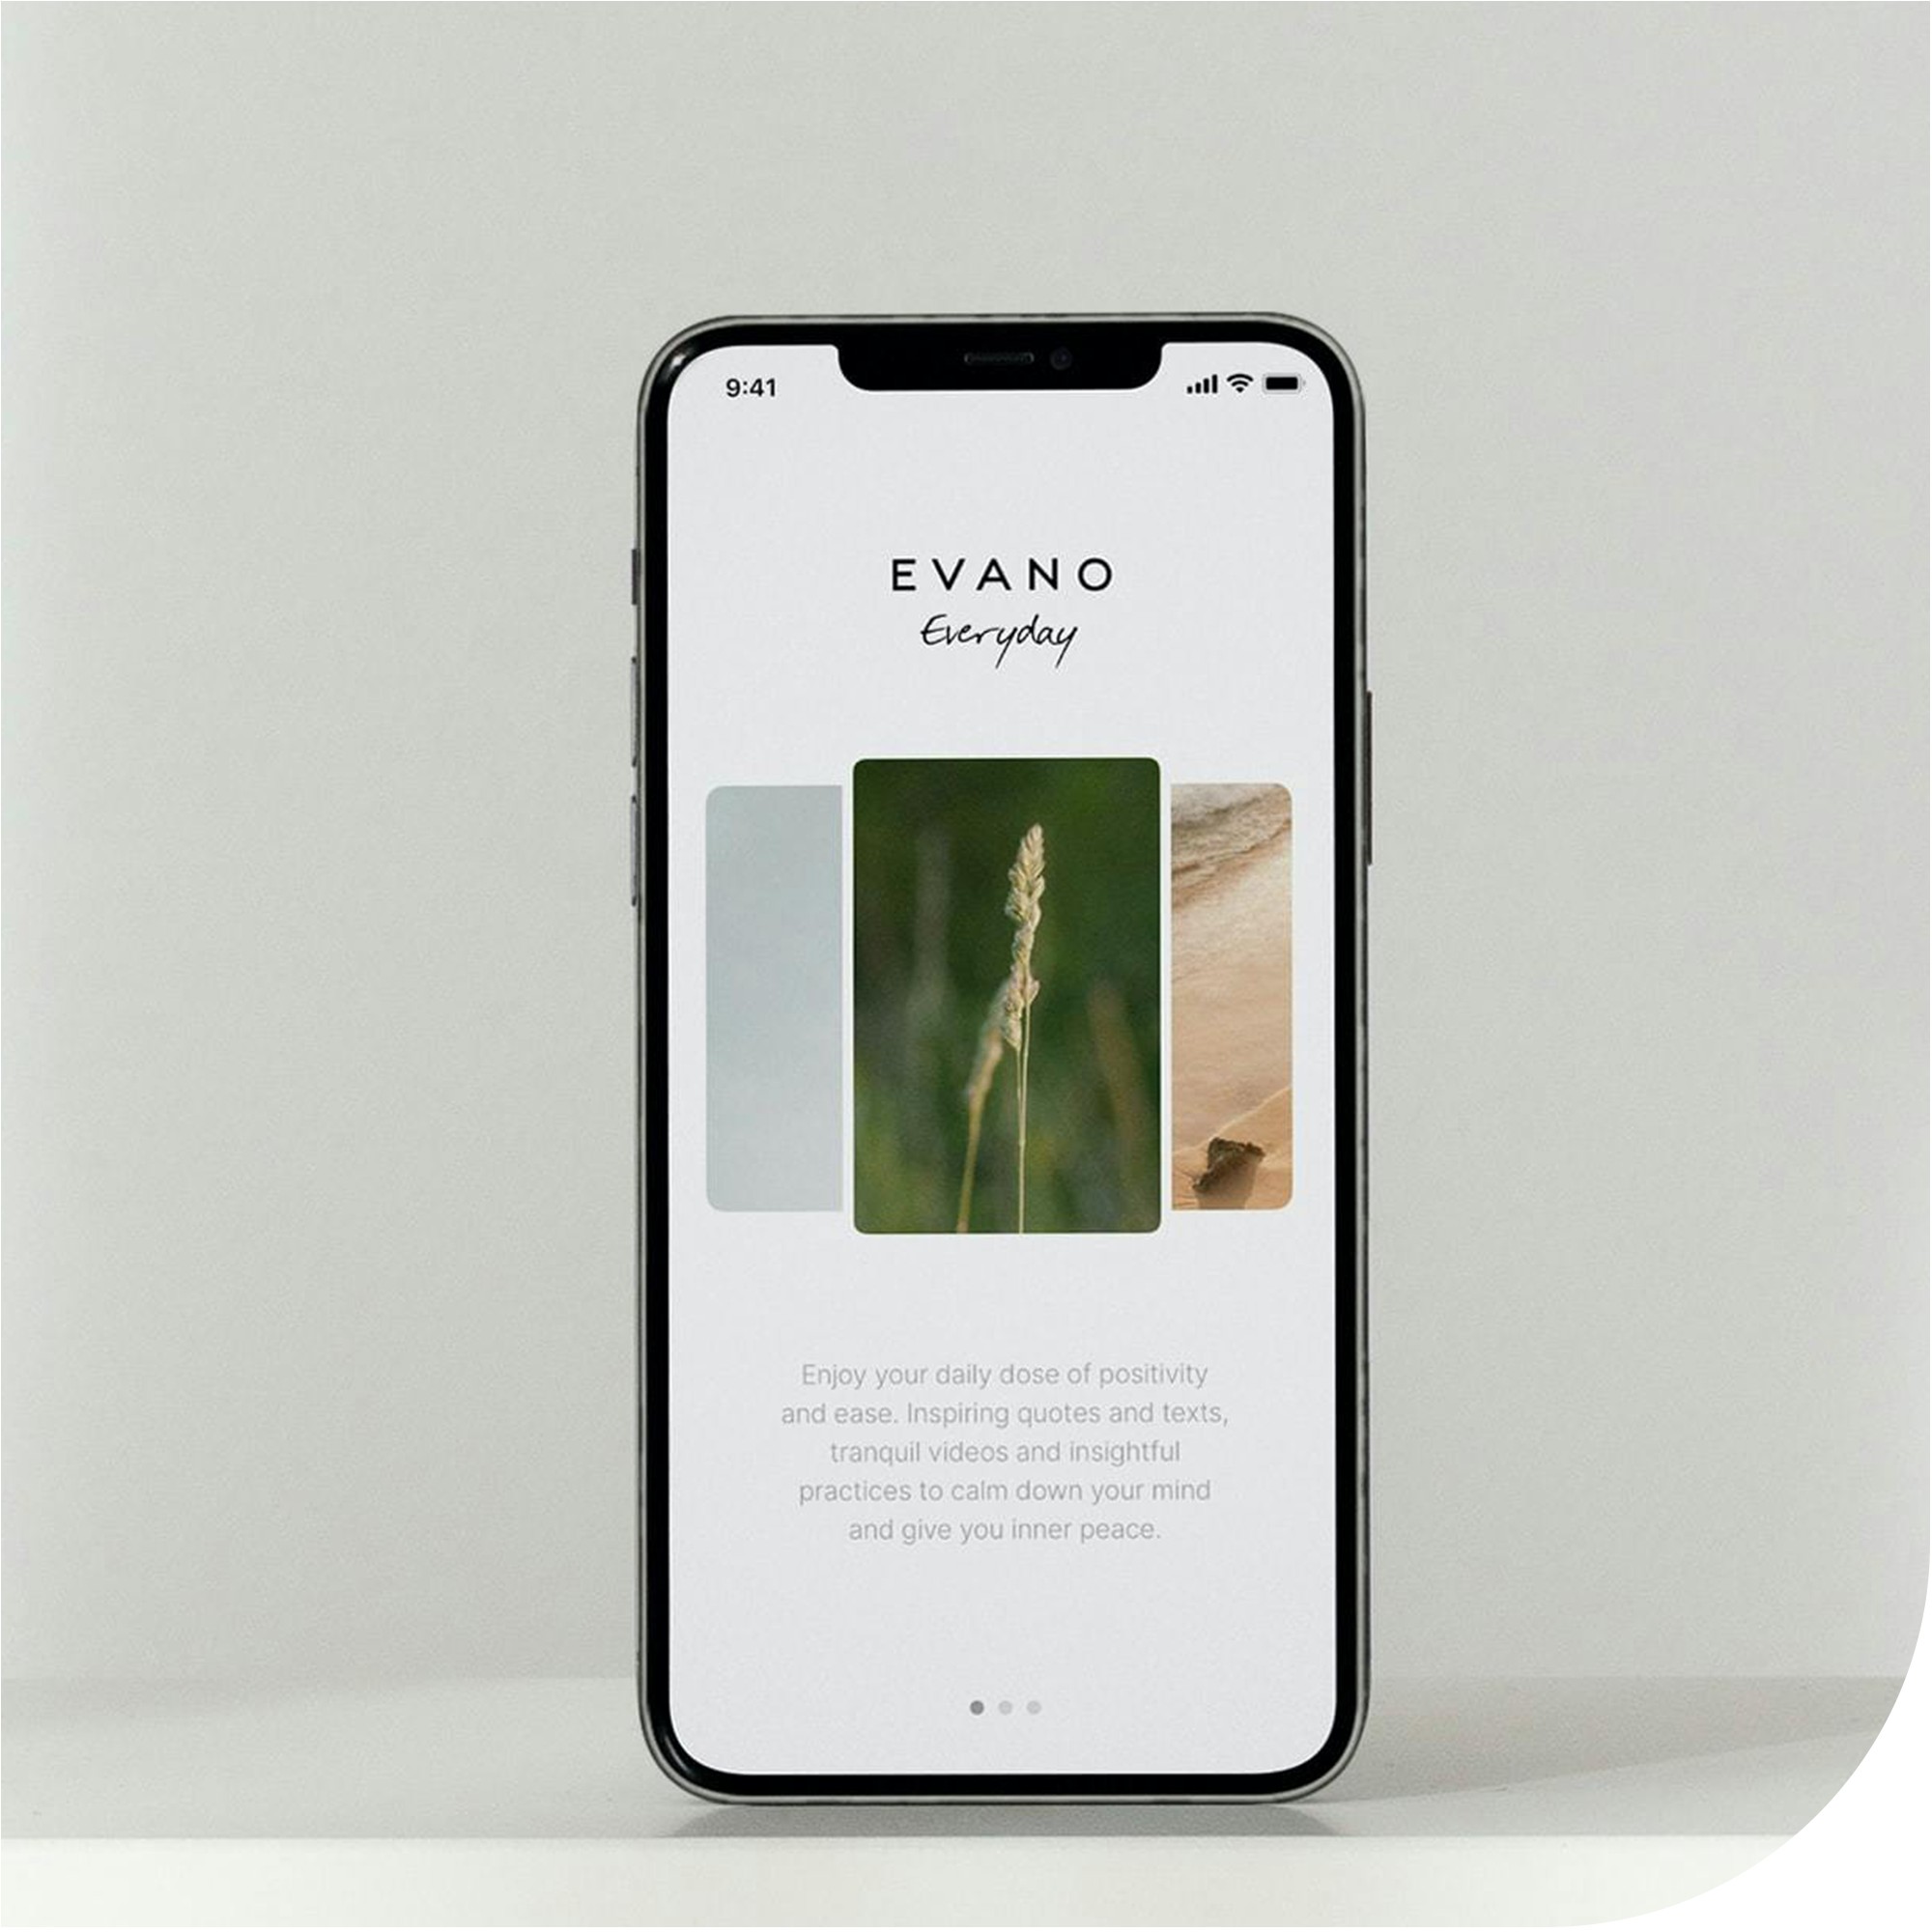 9:41
EVANO
Everyday
Enjoy your daily dose of positivity
and ease. Inspiring quotes and texts,
tranquil videos and insightful
practices to calm down your mind
and give you inner peace.